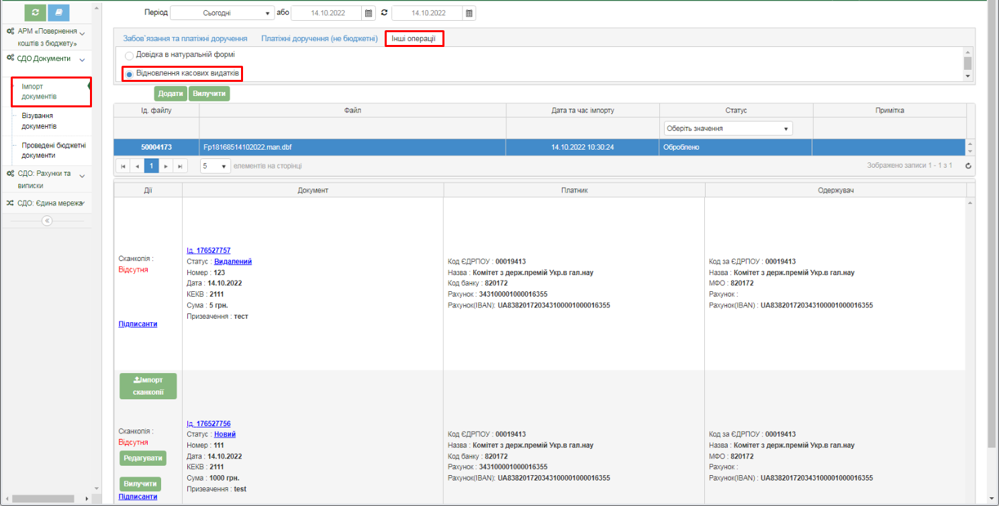 Період Сьогодні або 14.10.2022 14.10.2022
АРМ «Повернення
коштів з бюджету»
СДО Документи
Імпорт
документів
Візування
документів
Проведені бюджетні
документи
СДО: Рахунки та
виписки
СДО: Єдина мережа
Забов`язання та платіжні доручення Платіжні доручення (не бюджетні) Інші операції
Довідка в натуральній формі
Відновлення касових видатків
Додати Вилучити
Ід. файлу Файл Дата та час імпорту Статус Примітка
Оберіть значення
50004173 Fp18168514102022.man.dbf 14.10.2022 10:30:24 Оброблено
1 5 елементів на сторінці Зображено записи 1 - 1 з 1
Дії Документ Платник Одержувач
Сканкопія :
Відсутня
Підписанти
Ід. 176527757
Статус : Видалений
Номер : 123
Дата : 14.10.2022
КЕКВ : 2111
Сума : 5 грн.
Призеачення : тест
Код ЄДРПОУ : 00019413
Назва : Комітет з держ.премій Укр.в гал.нау
Код банку : 820172
Рахунок : 343100001000016355
Рахунок(IBAN): UA838201720343100001000016355
Код за ЄДРПОУ : 00019413
Назва : Комітет з держ.премій Укр.в гал.нау
МФО : 820172
Рахунок :
Рахунок(IBAN) : UA838201720343100001000016355
Імпорт
сканкопії
Сканкопія :
Відсутня
Редагувати
Вилучити
Підписанти
Ід. 176527756
Статус : Новий
Номер : 111
Дата : 14.10.2022
КЕКВ : 2111
Сума : 1000 грн.
Призеачення : test
Код ЄДРПОУ : 00019413
Назва : Комітет з держ.премій Укр.в гал.нау
Код банку : 820172
Рахунок : 343100001000016355
Рахунок(IBAN): UA838201720343100001000016355
Код за ЄДРПОУ : 00019413
Назва : Комітет з держ.премій Укр.в гал.нау
МФО : 820172
Рахунок :
Рахунок(IBAN) : UA838201720343100001000016355